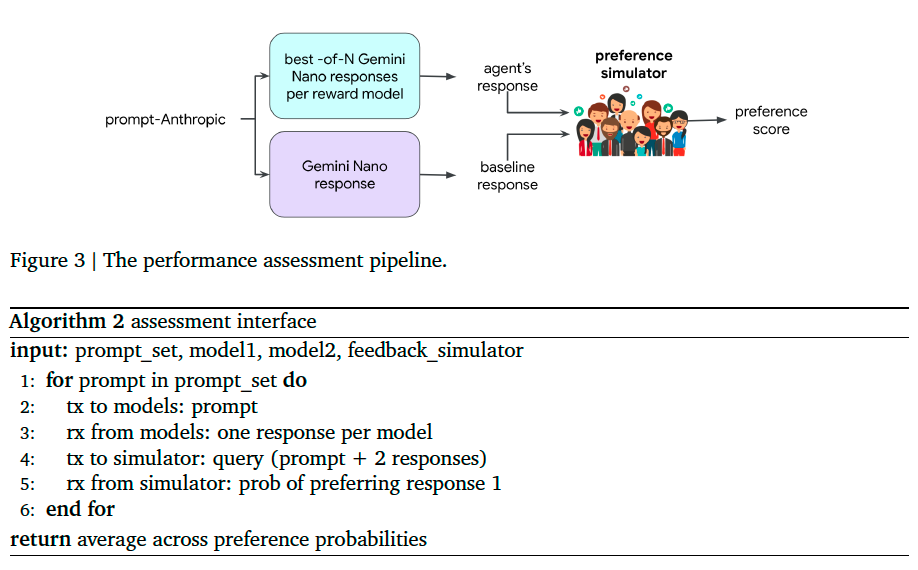 best -of-N Gemini
Nano responses
per reward model
prompt-Anthropic
Gemini Nano
response
agent's
response
baseline
response
preference
simulator
preference
score
Figure 3 | The performance assessment pipeline.
Algorithm 2 assessment interface
input: prompt_set, model1, model2, feedback_simulator
1: for prompt in prompt_set do
2: tx to models: prompt
3: rx from models: one response per model
4: tx to simulator: query (prompt + 2 responses)
5: rx from simulator: prob of preferring response 1
6: end for
return average across preference probabilities